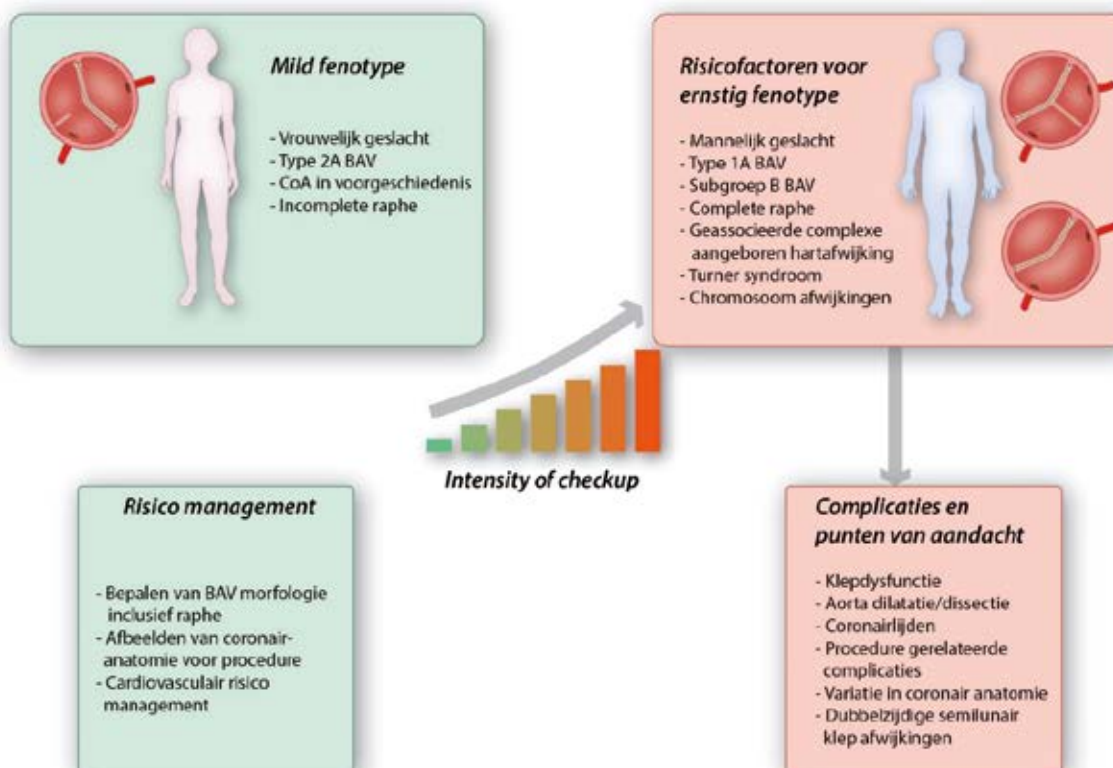 Mild fenotype
- Vrouwelijk geslacht
- Type 2A BAV
- CoA in voorgeschiedenis
- Incomplete raphe
Risicofactoren voor
ernstig fenotype
- Mannelijk geslacht
- Type 1A BAV
- Subgroep B BAV
- Complete raphe
- Geassocieerde complexe
aangeboren hartafwijking
- Turner syndroom
- Chromosoom afwijkingen
Intensity of checkup
Risico management
- Bepalen van BAV morfologie
inclusief raphe
- Afbeelden van coronair-
anatomie voor procedure
- Cardiovasculair risico
management
Complicaties en
punten van aandacht
- Klepdysfunctie
- Aorta dilatatie/dissectie
- Coronairlijden
- Procedure gerelateerde
complicaties
- Variatie in coronair anatomie
- Dubbelzijdige semilunair
klep afwijkingen